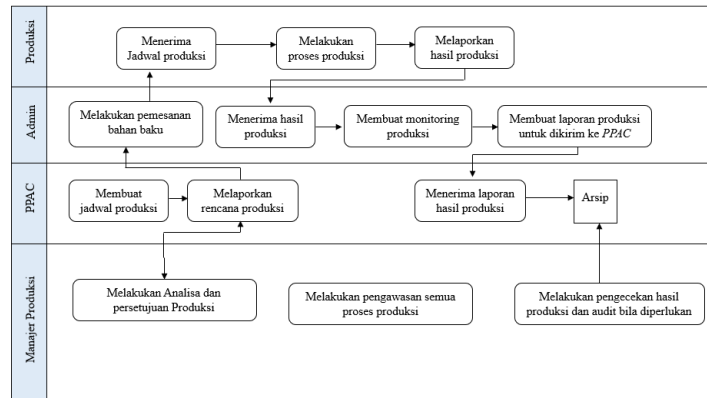 Produksi
Menerima
Jadwal produksi
Melakukan
proses produksi
Melaporkan
hasil produksi
Admin
Melakukan pemesanan
bahan baku
Menerima hasil
produksi
Membuat monitoring
produksi
Membuat laporan produksi
untuk dikirim ke PPAC
PPAC
Membuat
jadwal produksi
Melaporkan
rencana produksi
Menerima laporan
hasil produksi
Arsip
Manajer Produksi
Melakukan Analisa dan
persetujuan Produksi
Melakukan pengawasan semua
proses produksi
Melakukan pengecekan hasil
produksi dan audit bila diperlukan